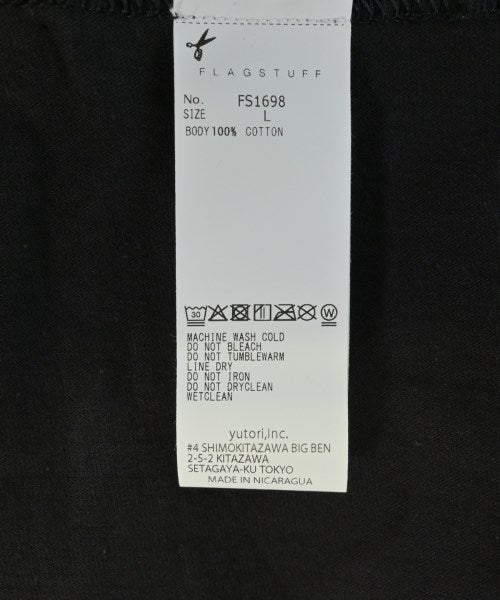 FLAGSTUFF
No. FS1698
SIZE L
BODY 100% COTTON
30 W
MACHINE WASH COLD
DO NOT BLEACH
DO NOT TUMBLEWARM
LINE DRY
DO NOT IRON
DO NOT DRYCLEAN
WETCLEAN
yutori,inc.
#4 SHIMOKITAZAWA BIG BEN
2-5-2 KITAZAWA
SETAGAYA-KU TOKYO
MADE IN NICARAGUA